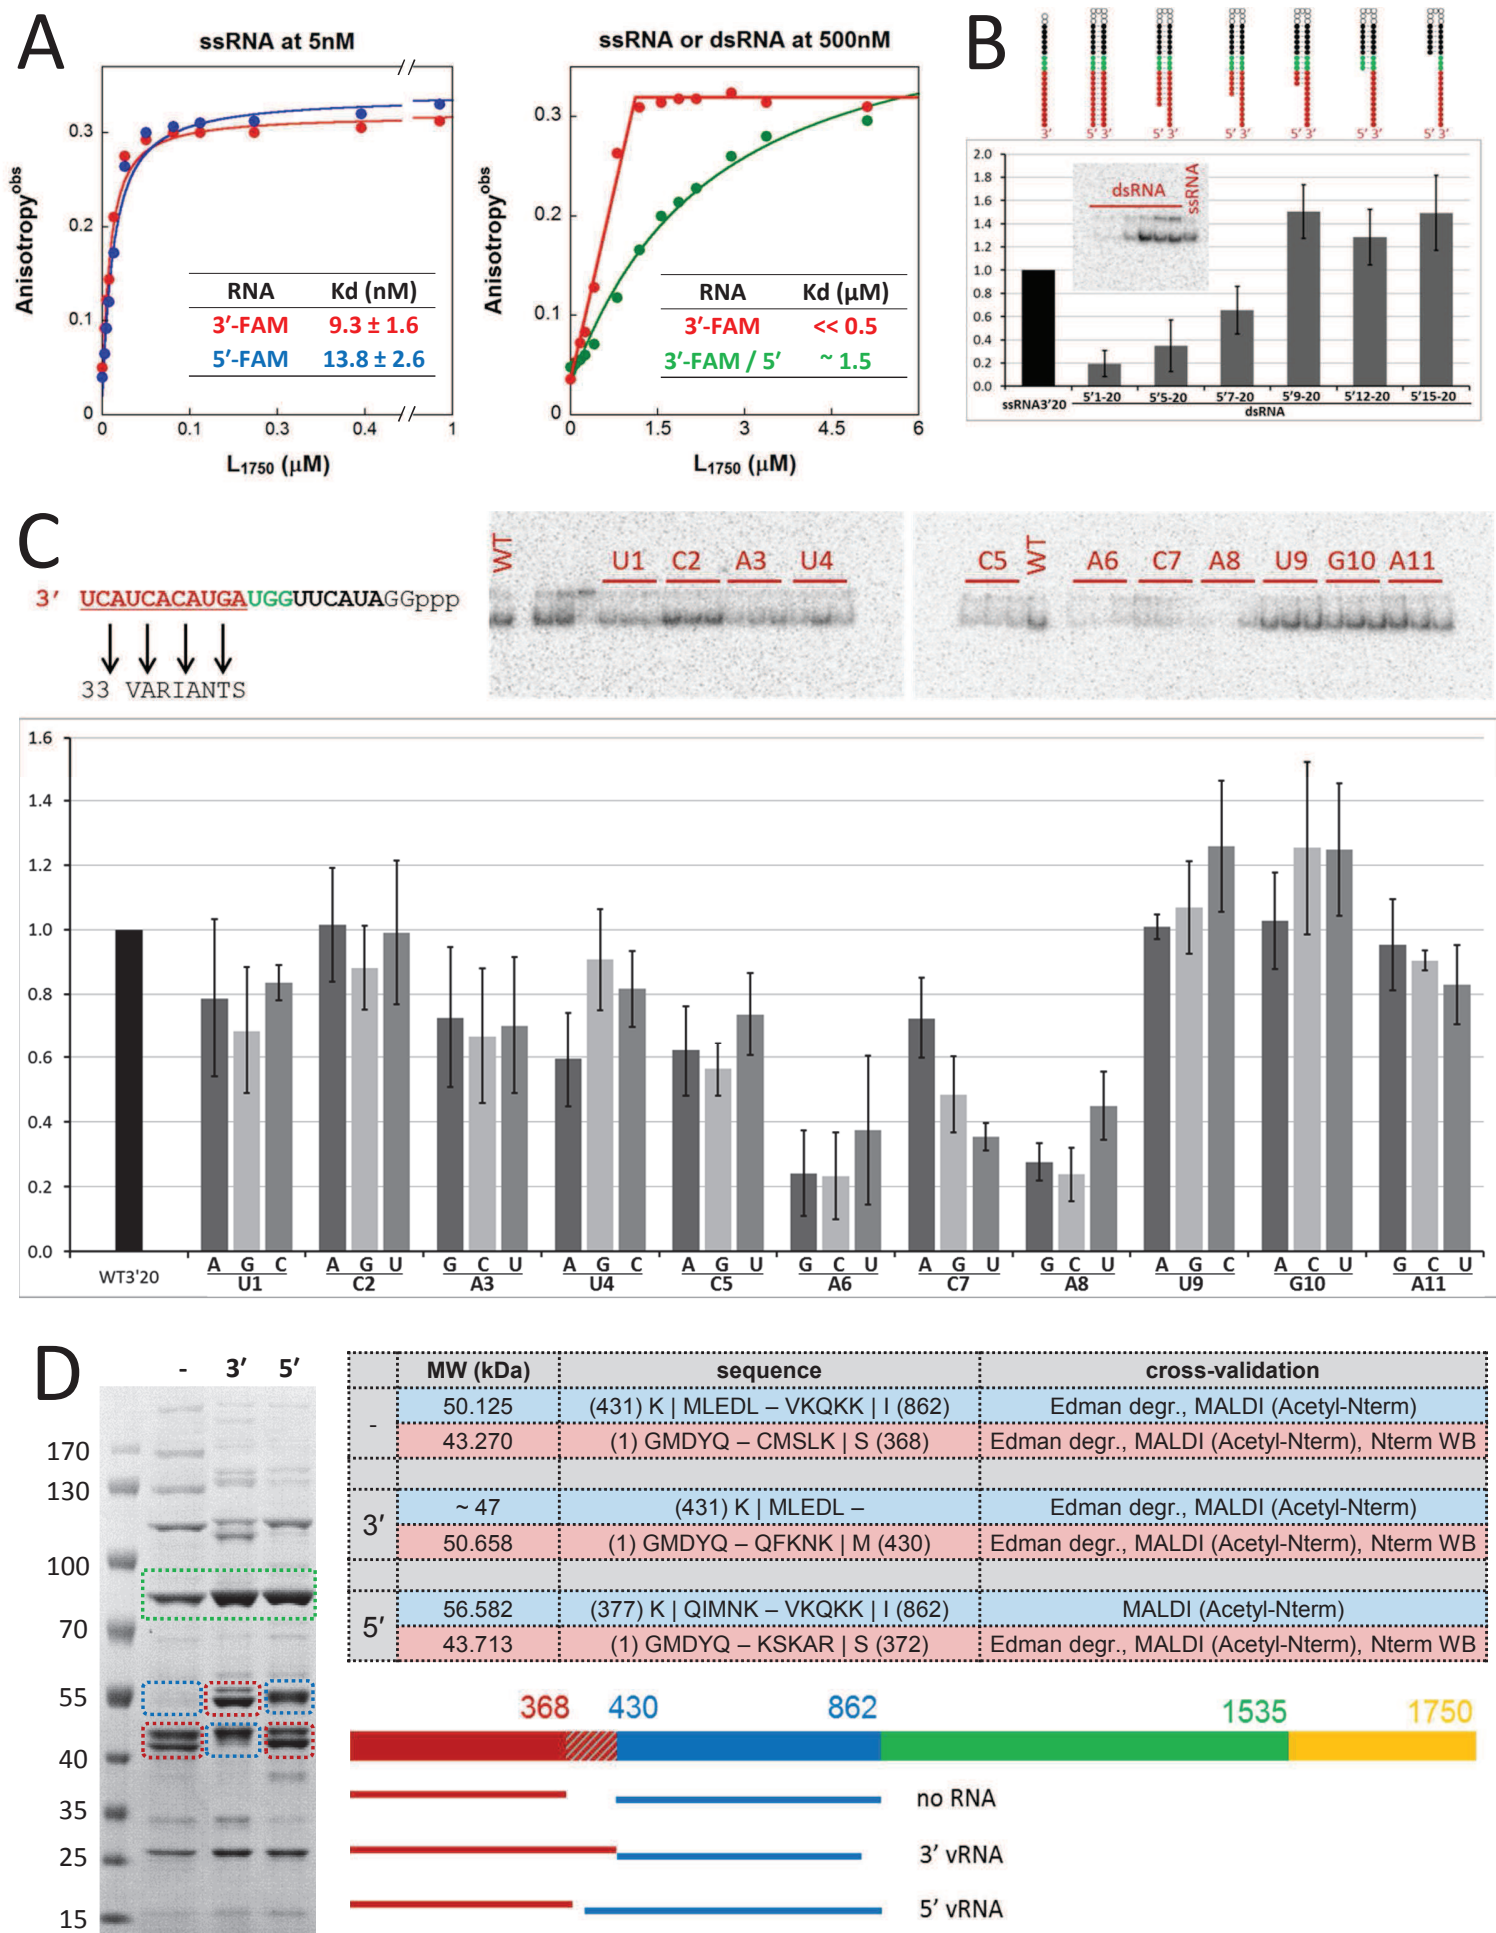 A
ssRNA at 5nM
Anisotropy^obs
0.3
0.2
0.1
0
0 0.1 0.3 0.4 1
L1750 (μM)
RNA Kd (nM)
3′-FAM 9.3 ± 1.6
5′-FAM 13.8 ± 2.6
ssRNA or dsRNA at 500nM
Anisotropy^obs
0.3
0.2
0.1
0
0 1.5 3 4.5 6
L1750 (μM)
RNA Kd (μM)
3′-FAM << 0.5
3′-FAM / 5′ ~ 1.5
B
3′ 5′ 3′ 5′ 3′ 5′ 3′ 5′ 3′ 5′ 3′ 5′ 3′
2.0
1.8
1.6
1.4
1.2
1.0
0.8
0.6
0.4
0.2
0.0
dsRNA
ssRNA
ssRNA3'20 5'1-20 5'5-20 5'7-20 5'9-20 5'12-20 5'15-20
dsRNA
C
3′ UCAUCACAUGAUGGUUCAUAGGppp
33 VARIANTS
WT U1 C2 A3 U4
C5 WT A6 C7 A8 U9 G10 A11
1.6
1.4
1.2
1.0
0.8
0.6
0.4
0.2
0.0
WT3'20
A G C A G U G C U A G C A G U G C U A G U G C U A G C A C U G C U
U1 C2 A3 U4 C5 A6 C7 A8 U9 G10 A11
D
- 3′ 5′
170
130
100
70
55
40
35
25
15
MW (kDa) sequence cross-validation
-
50.125 (431) K | MLEDL – VKQKK | I (862) Edman degr., MALDI (Acetyl-Nterm)
43.270 (1) GMDYQ – CMSLK | S (368) Edman degr., MALDI (Acetyl-Nterm), Nterm WB
3′
~ 47 (431) K | MLEDL – Edman degr., MALDI (Acetyl-Nterm)
50.658 (1) GMDYQ – QFKNK | M (430) Edman degr., MALDI (Acetyl-Nterm), Nterm WB
5′
56.582 (377) K | QIMNK – VKQKK | I (862) MALDI (Acetyl-Nterm)
43.713 (1) GMDYQ – KSKAR | S (372) Edman degr., MALDI (Acetyl-Nterm), Nterm WB
368 430 862 1535 1750
no RNA
3′ vRNA
5′ vRNA